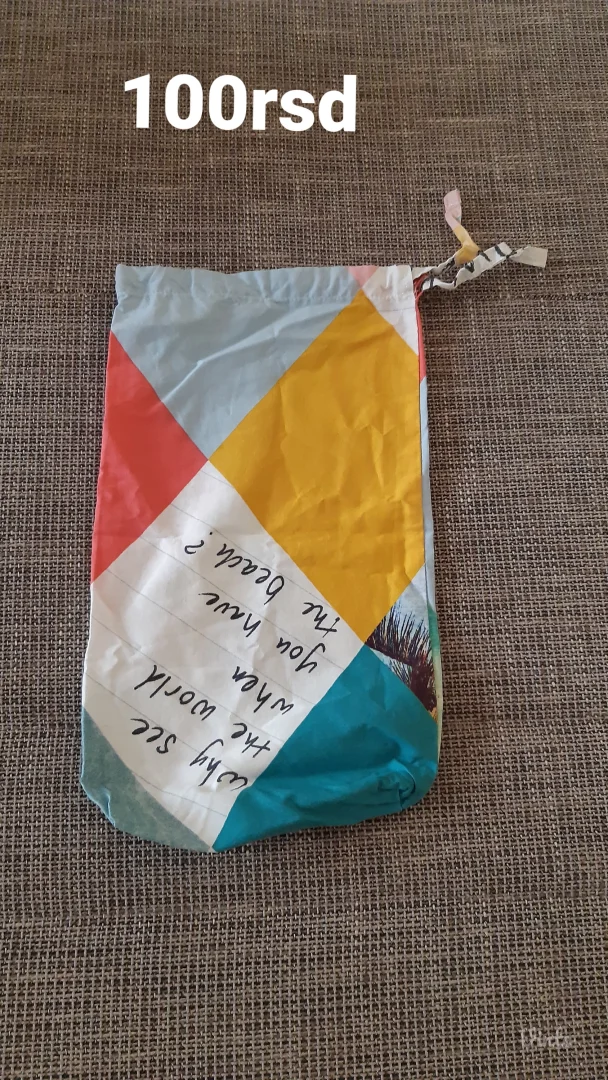 100rsd
why see
the world
when
you have
the beach?